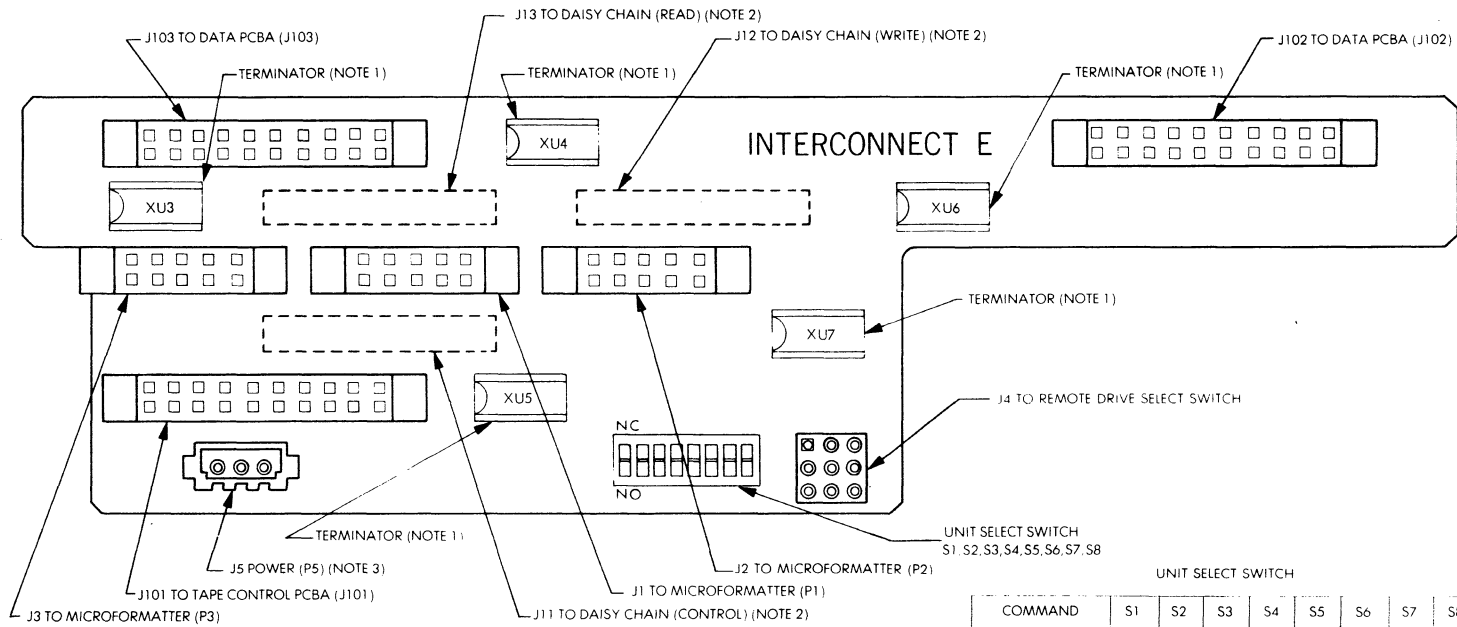 J13 TO DAISY CHAIN (READ) (NOTE 2)
J103 TO DATA PCBA (J103)
J12 TO DAISY CHAIN (WRITE) (NOTE 2)
J102 TO DATA PCBA (J102)
TERMINATOR (NOTE 1)
TERMINATOR (NOTE 1)
TERMINATOR (NOTE 1)
XU4
INTERCONNECT E
XU3
XU6
TERMINATOR (NOTE 1)
XU7
XU5
J4 TO REMOTE DRIVE SELECT SWITCH
NC
NO
TERMINATOR (NOTE 1)
UNIT SELECT SWITCH
S1,S2,S3,S4,S5,S6,S7,S8
J5 POWER (P5) (NOTE 3)
J2 TO MICROFORMATTER (P2)
UNIT SELECT SWITCH
J101 TO TAPE CONTROL PCBA (J101)
J1 TO MICROFORMATTER (P1)
J3 TO MICROFORMATTER (P3)
J11 TO DAISY CHAIN (CONTROL) (NOTE 2)
COMMAND S1 S2 S3 S4 S5 S6 S7